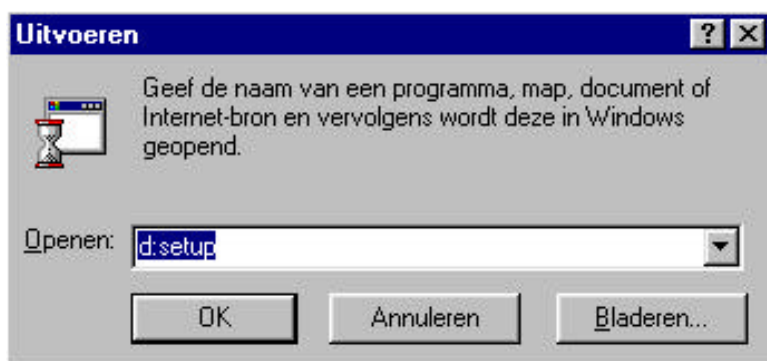 Uitvoeren
Geef de naam van een programma, map, document of
Internet-bron en vervolgens wordt deze in Windows
geopend.
Openen: d:setup
OK Annuleren Bladeren...